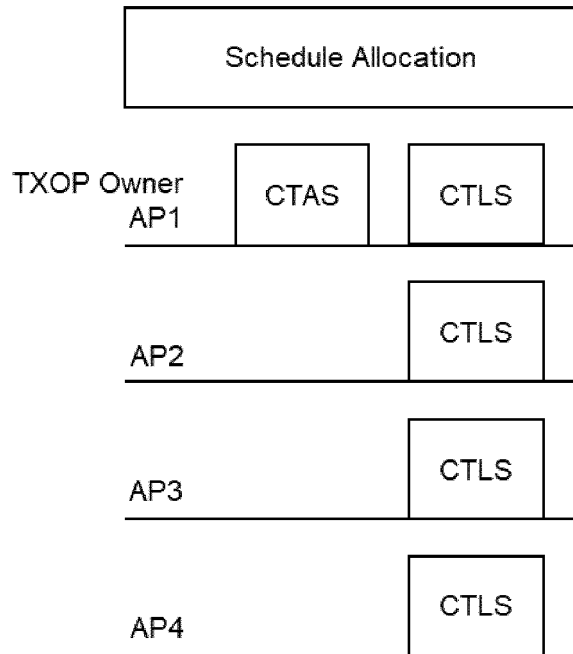 Schedule Allocation
TXOP Owner
AP1
CTAS
CTLS
AP2
CTLS
AP3
CTLS
AP4
CTLS